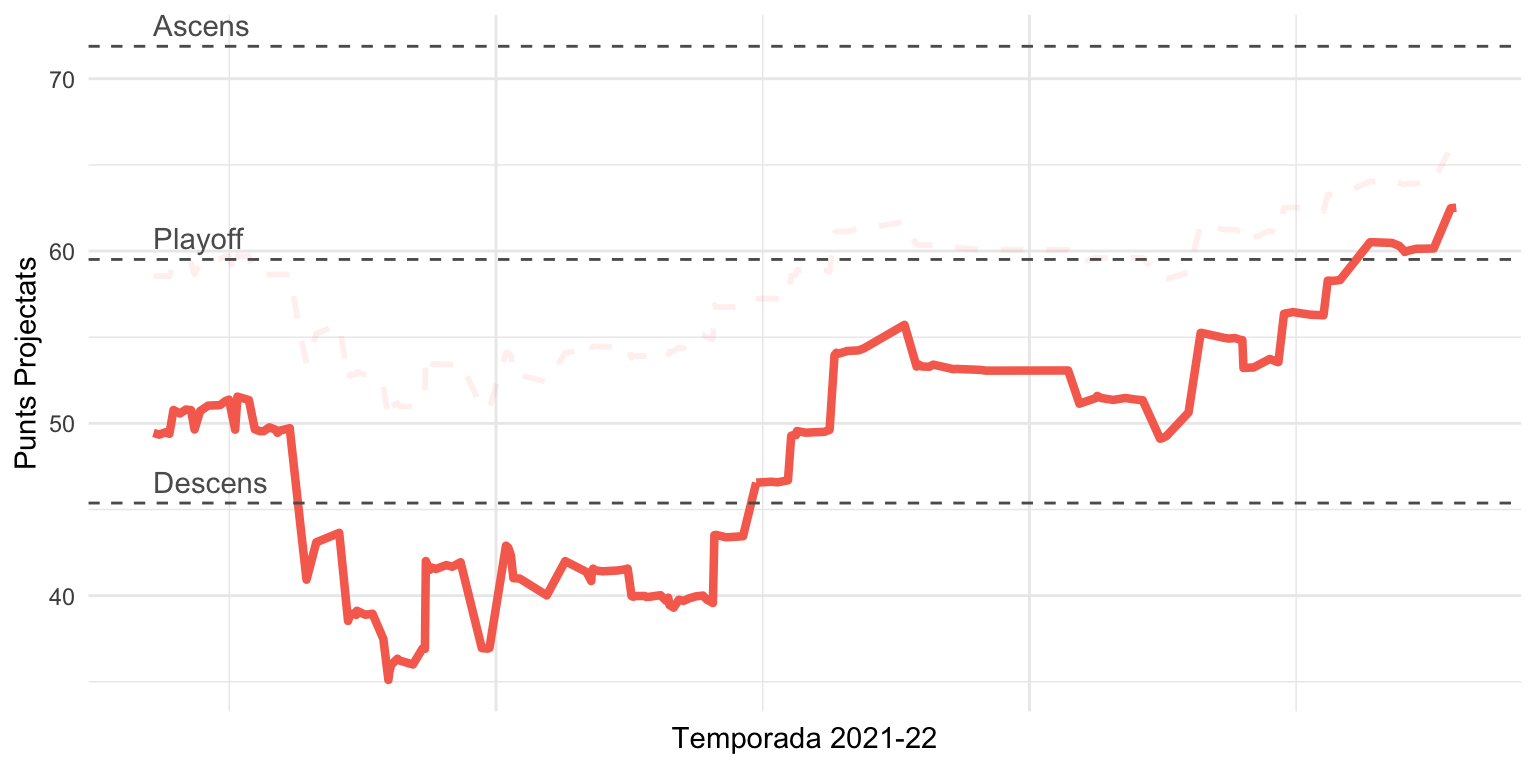 Ascens
70
Playoff
60
50
Descens
40
Punts Projectats
Temporada 2021-22